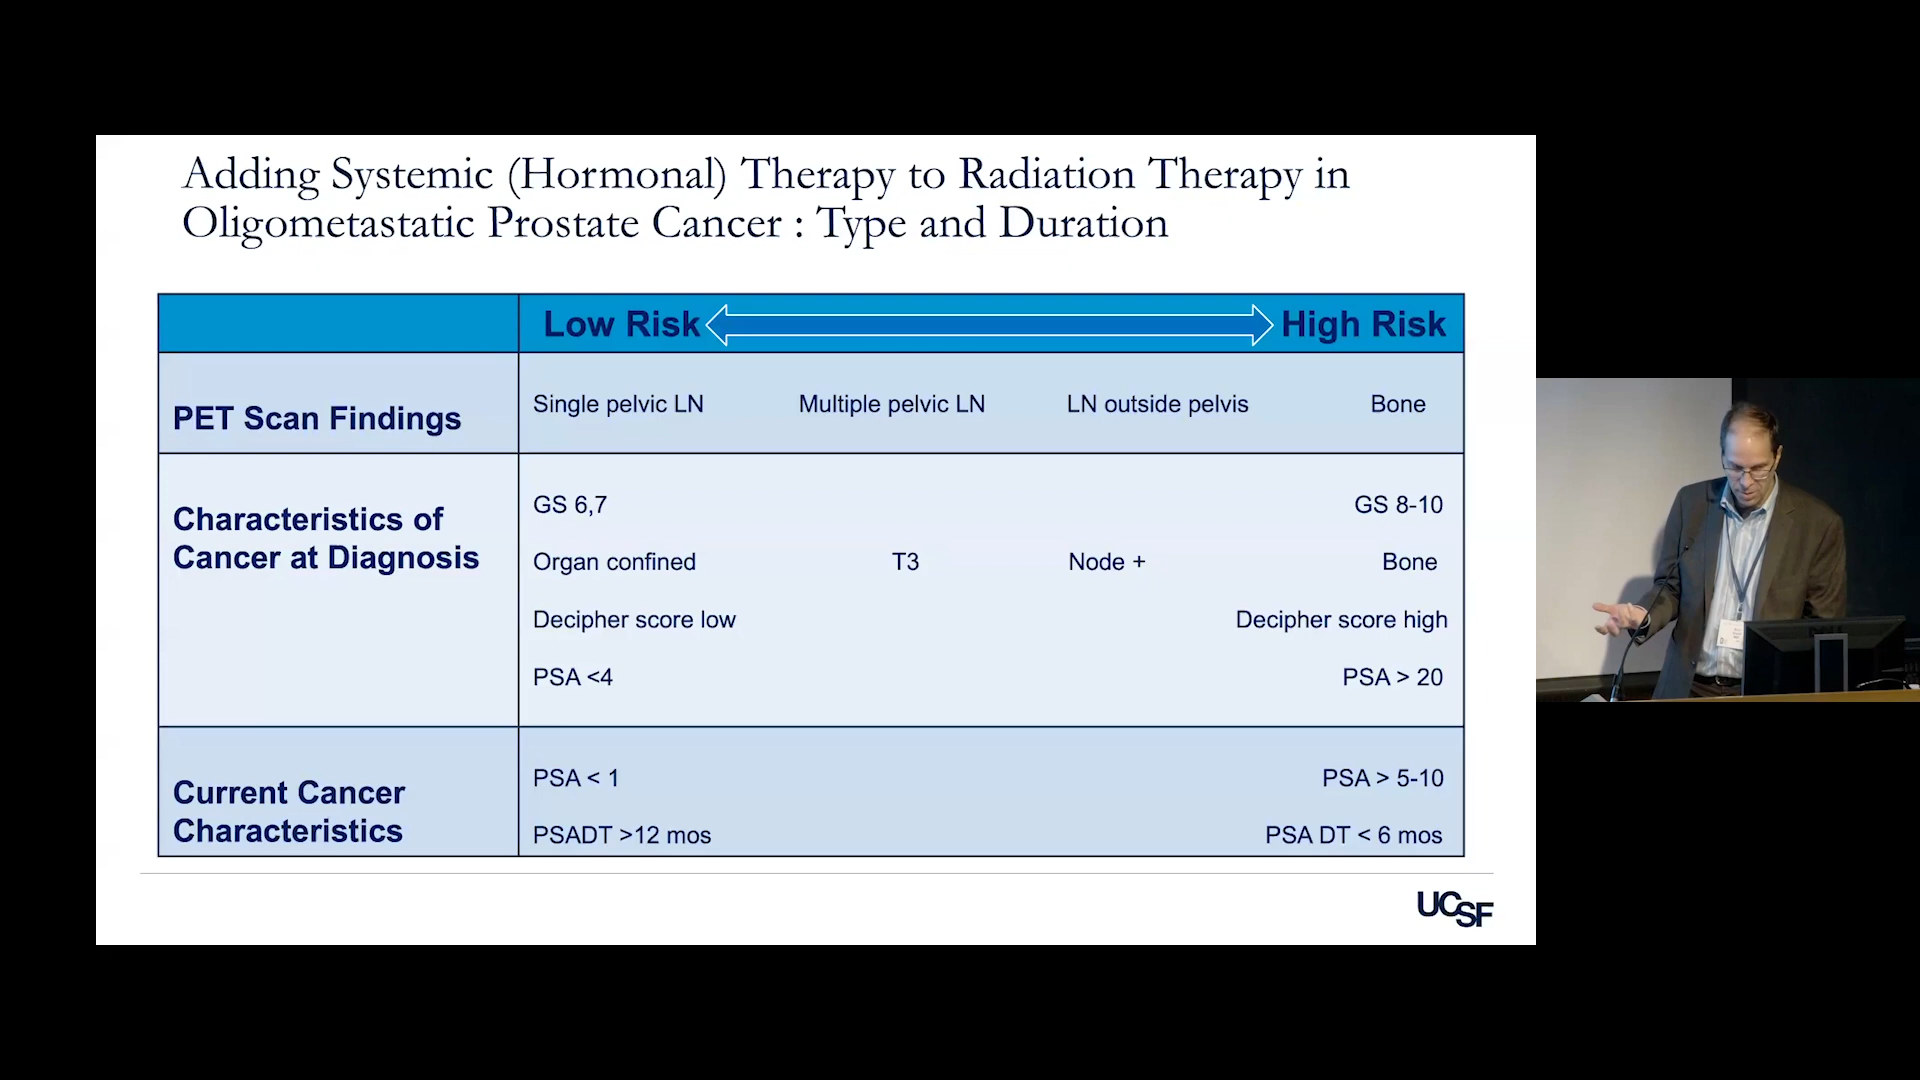 Adding Systemic (Hormonal) Therapy to Radiation Therapy in
Oligometastatic Prostate Cancer : Type and Duration
Low Risk High Risk
PET Scan Findings
Single pelvic LN Multiple pelvic LN LN outside pelvis Bone
Characteristics of
Cancer at Diagnosis
GS 6,7 GS 8-10
Organ confined T3 Node + Bone
Decipher score low Decipher score high
PSA <4 PSA > 20
Current Cancer
Characteristics
PSA < 1 PSA > 5-10
PSADT >12 mos PSA DT < 6 mos
UCSF